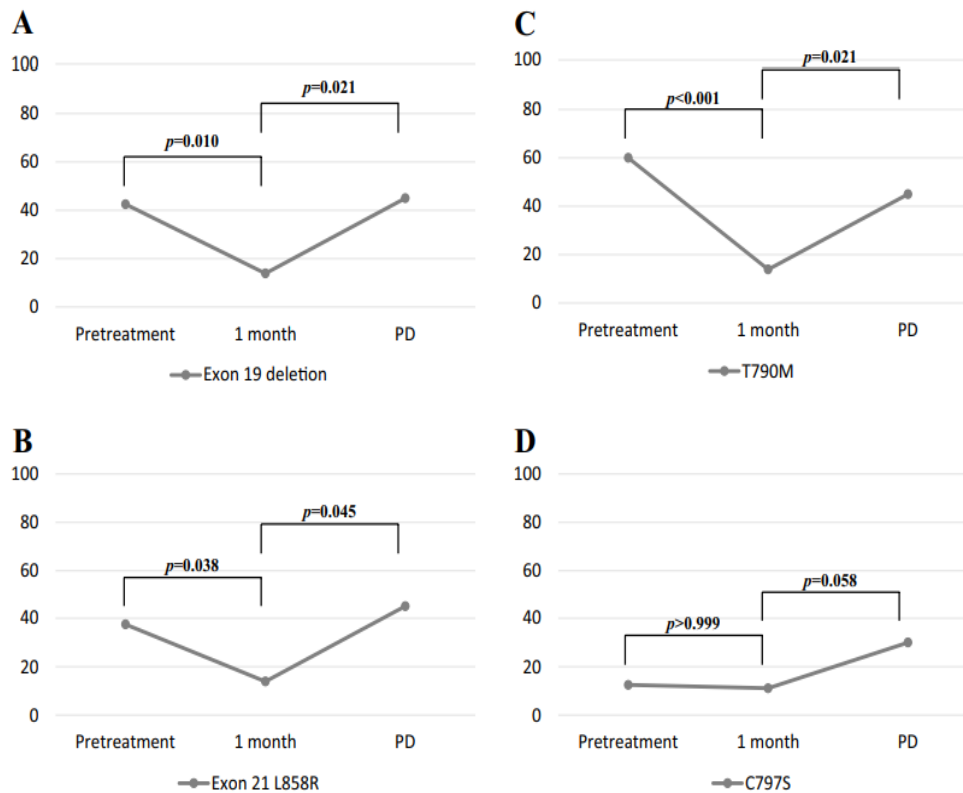 A
100
80
60
40
20
0
p=0.010
p=0.021
Pretreatment 1 month PD
Exon 19 deletion
B
100
80
60
40
20
0
p=0.038
p=0.045
Pretreatment 1 month PD
Exon 21 L858R
C
100
80
60
40
20
0
p<0.001
p=0.021
Pretreatment 1 month PD
T790M
D
100
80
60
40
20
0
p>0.999
p=0.058
Pretreatment 1 month PD
C797S